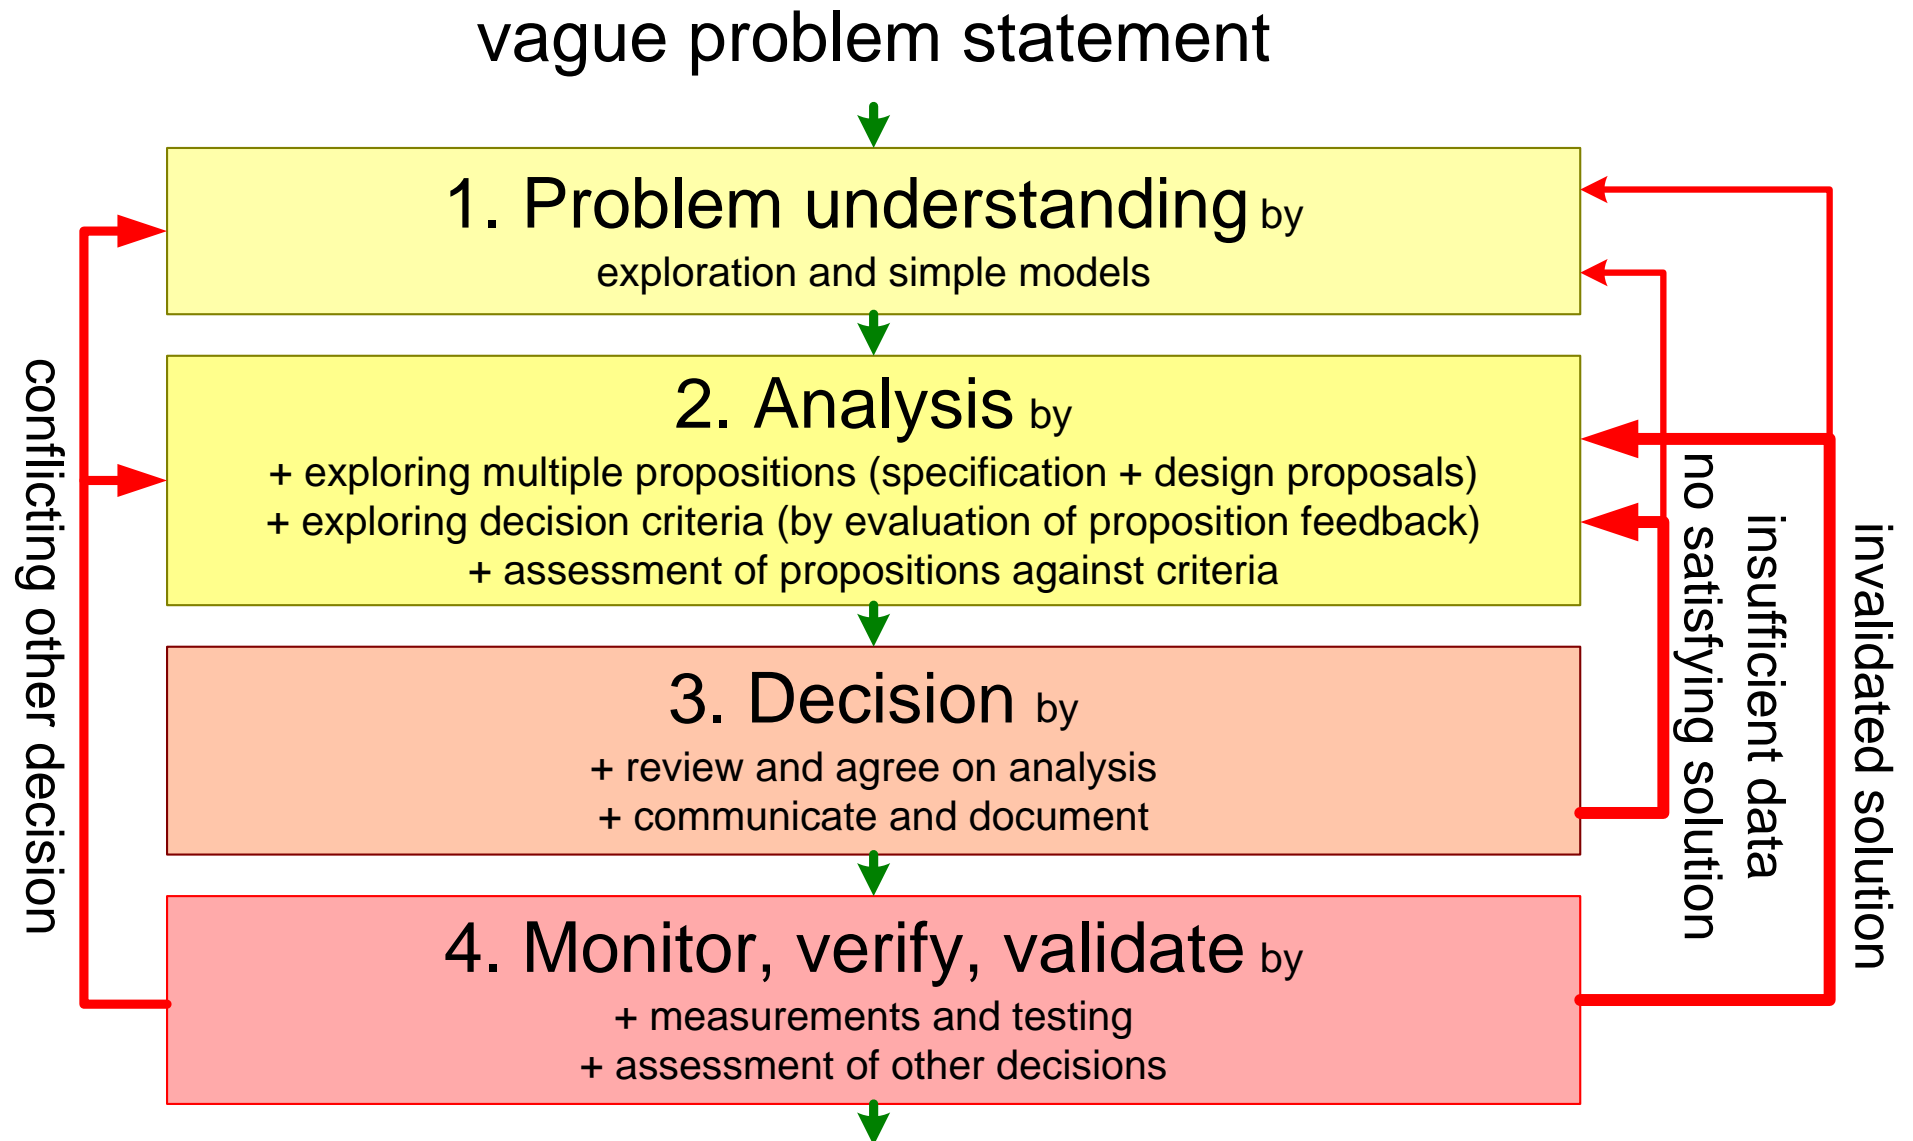 vague problem statement
1. Problem understanding by
exploration and simple models
2. Analysis by
+ exploring multiple propositions (specification + design proposals)
+ exploring decision criteria (by evaluation of proposition feedback)
+ assessment of propositions against criteria
3. Decision by
+ review and agree on analysis
+ communicate and document
4. Monitor, verify, validate by
+ measurements and testing
+ assessment of other decisions
conflicting other decision
insufficient data
no satisfying solution
invalidated solution